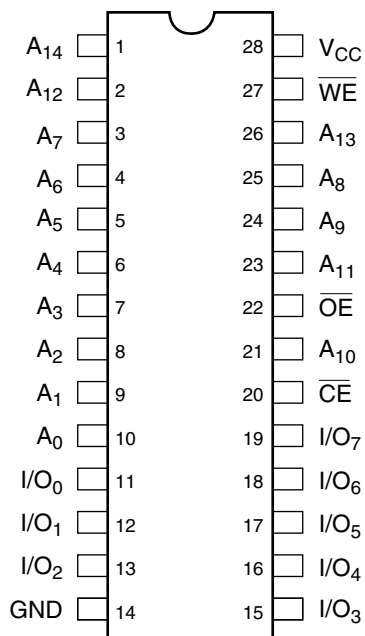 A14 1 28 VCC
A12 2 27 WE
A7 3 26 A13
A6 4 25 A8
A5 5 24 A9
A4 6 23 A11
A3 7 22 OE
A2 8 21 A10
A1 9 20 CE
A0 10 19 I/O7
I/O0 11 18 I/O6
I/O1 12 17 I/O5
I/O2 13 16 I/O4
GND 14 15 I/O3